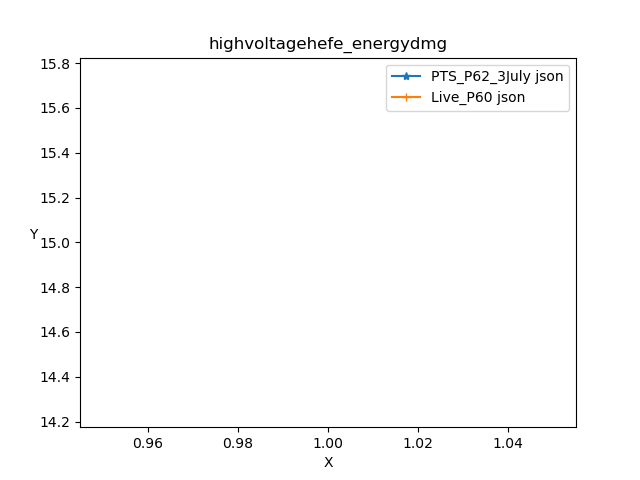 highvoltagehefe_energydmg
PTS_P62_3July json
Live_P60 json
15.8
15.6
15.4
15.2
15.0
14.8
14.6
14.4
14.2
Y
0.96 0.98 1.00 1.02 1.04
X